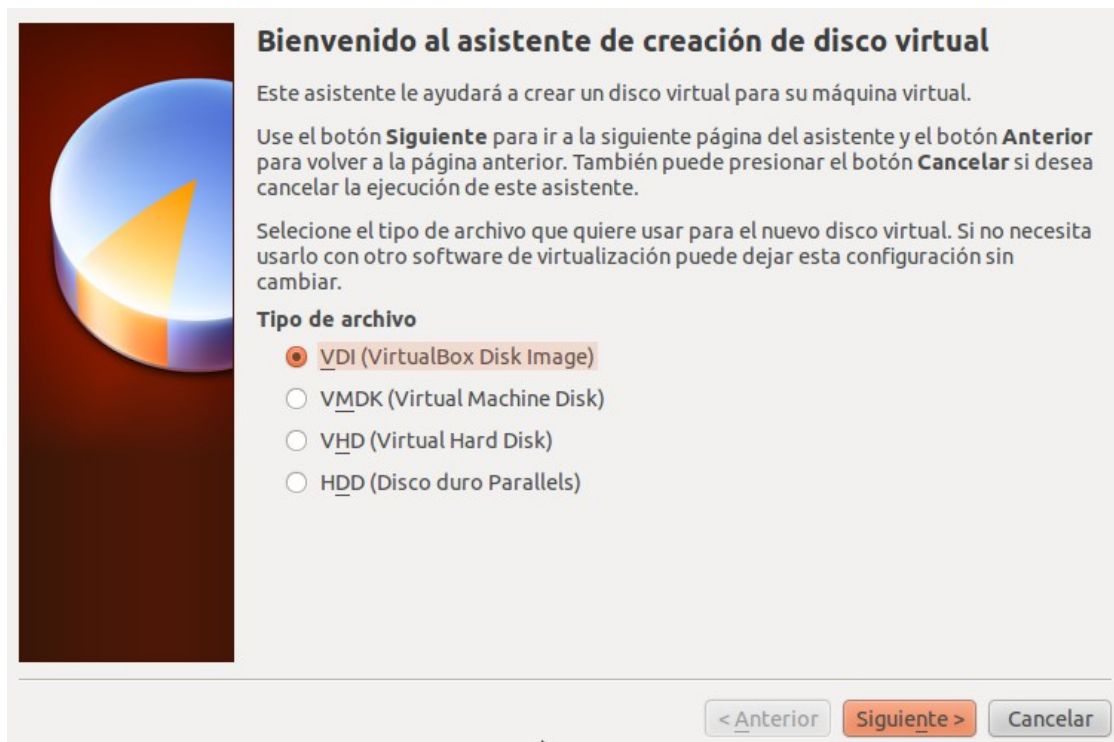 Bienvenido al asistente de creación de disco virtual
Este asistente le ayudará a crear un disco virtual para su máquina virtual.
Use el botón Siguiente para ir a la siguiente página del asistente y el botón Anterior
para volver a la página anterior. También puede presionar el botón Cancelar si desea
cancelar la ejecución de este asistente.
Selecione el tipo de archivo que quiere usar para el nuevo disco virtual. Si no necesita
usarlo con otro software de virtualización puede dejar esta configuración sin
cambiar.
Tipo de archivo
VDI (VirtualBox Disk Image)
VMDK (Virtual Machine Disk)
VHD (Virtual Hard Disk)
HDD (Disco duro Parallels)
< Anterior Siguiente > Cancelar